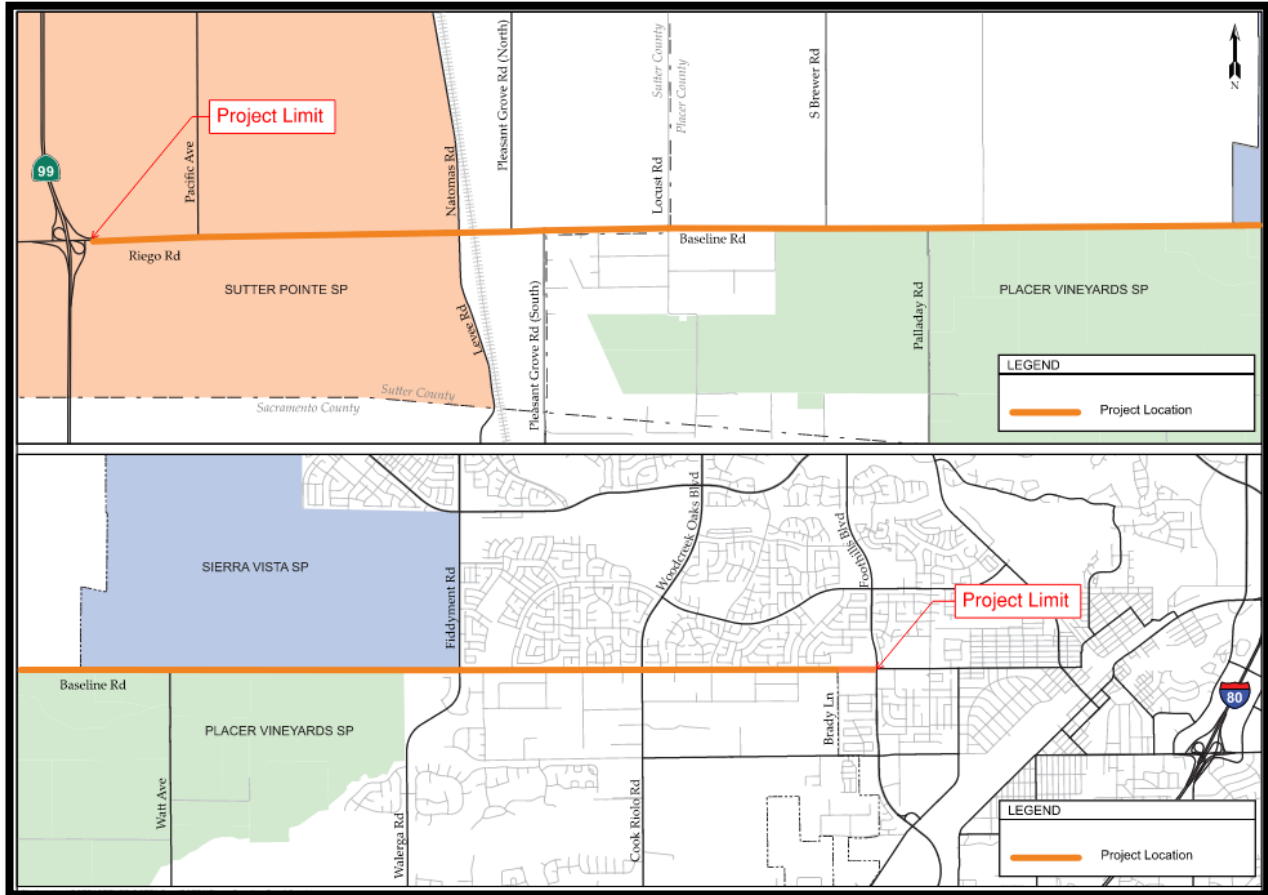 Project Limit
99
Pacific Ave
Riego Rd
SUTTER POINTE SP
Natomas Rd
Levee Rd
Sutter County
Sacramento County
Pleasant Grove Rd (North)
Pleasant Grove Rd (South)
Sutter County
Placer County
Locust Rd
Baseline Rd
S Brewer Rd
Palladay Rd
PLACER VINEYARDS SP
N
LEGEND
Project Location
SIERRA VISTA SP
Fiddyment Rd
Woodcreek Oaks Blvd
Foothills Blvd
Project Limit
Baseline Rd
Watt Ave
PLACER VINEYARDS SP
Walerga Rd
Cook Riolo Rd
Brady Ln
80
LEGEND
Project Location